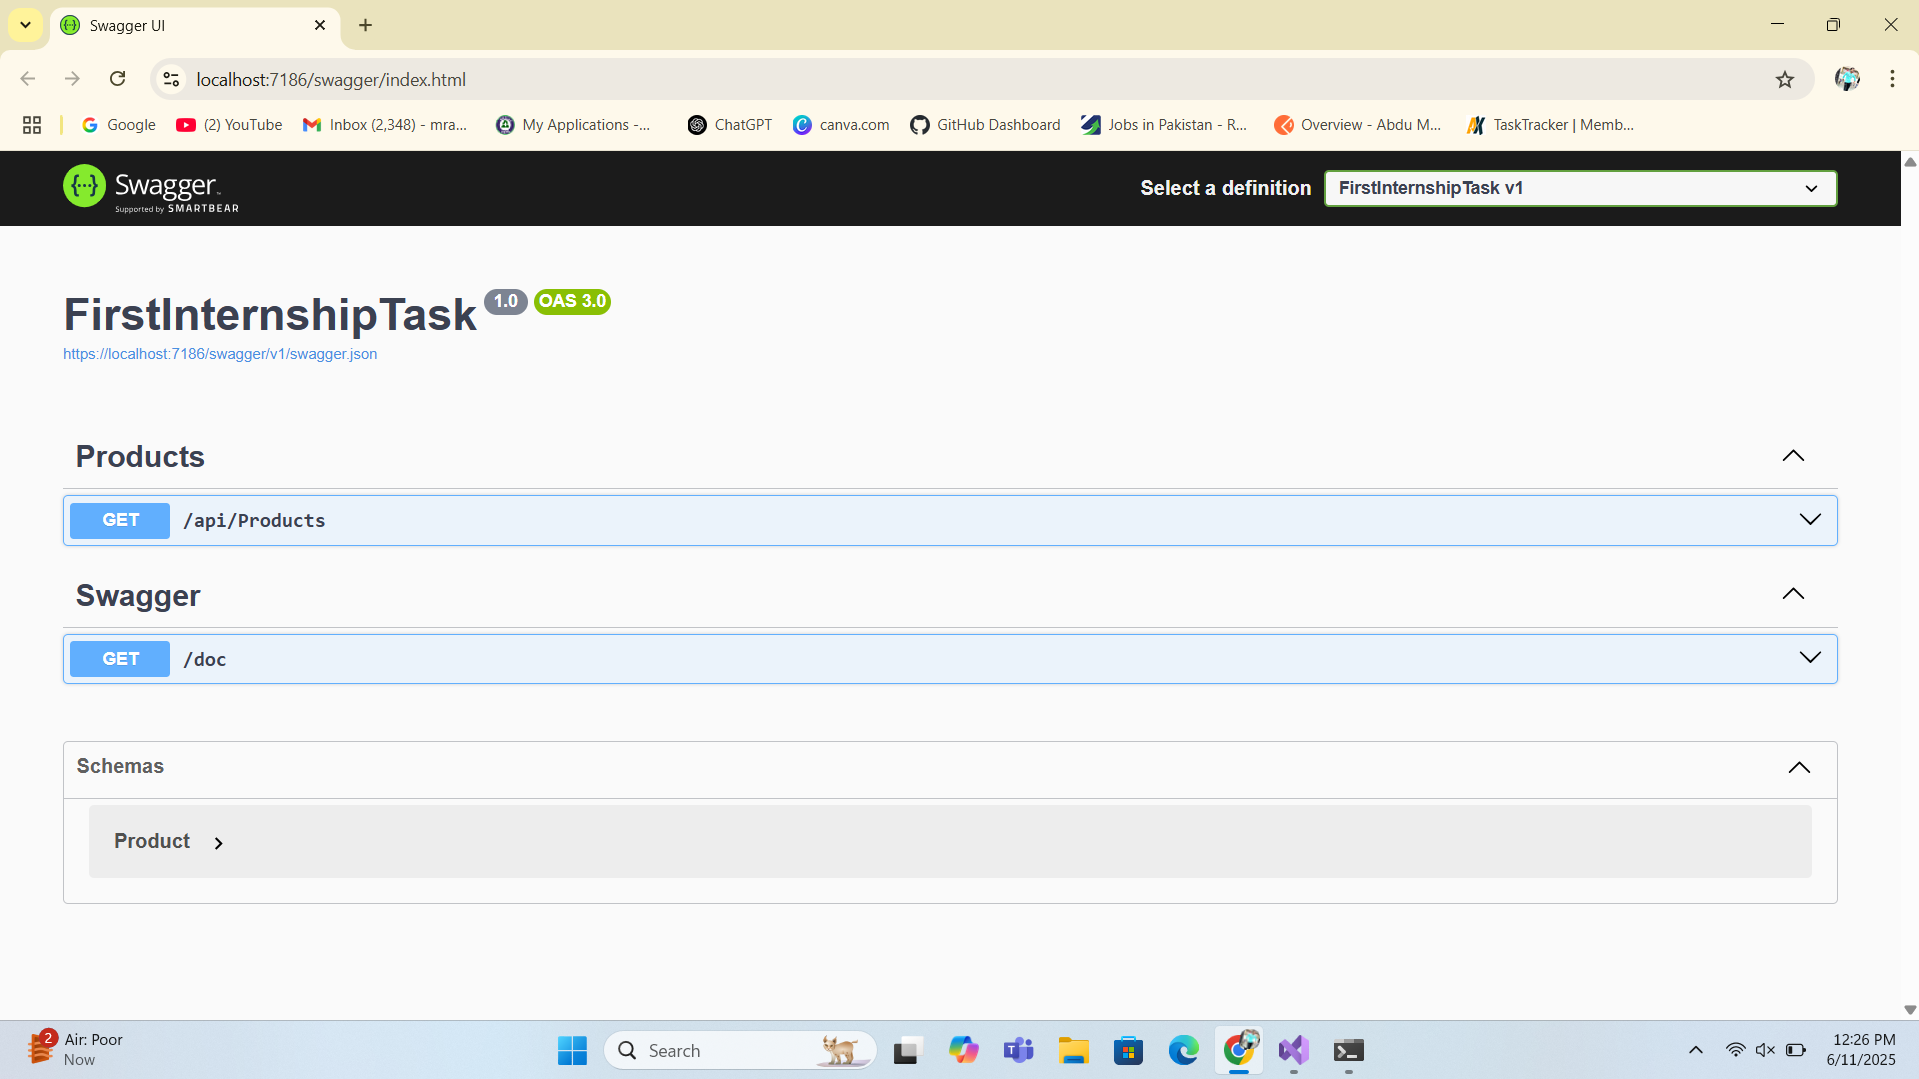 Swagger UI
localhost:7186/swagger/index.html
Google
(2) YouTube
Inbox (2,348) - mra...
My Applications -...
ChatGPT
canva.com
GitHub Dashboard
Jobs in Pakistan - R...
Overview - Abdu M...
TaskTracker | Memb...
Swagger
Supported by SMARTBEAR
Select a definition
FirstInternshipTask v1
FirstInternshipTask 1.0 OAS 3.0
https://localhost:7186/swagger/v1/swagger.json
Products
GET /api/Products
Swagger
GET /doc
Schemas
Product
2
Air: Poor
Now
Search
12:26 PM
6/11/2025